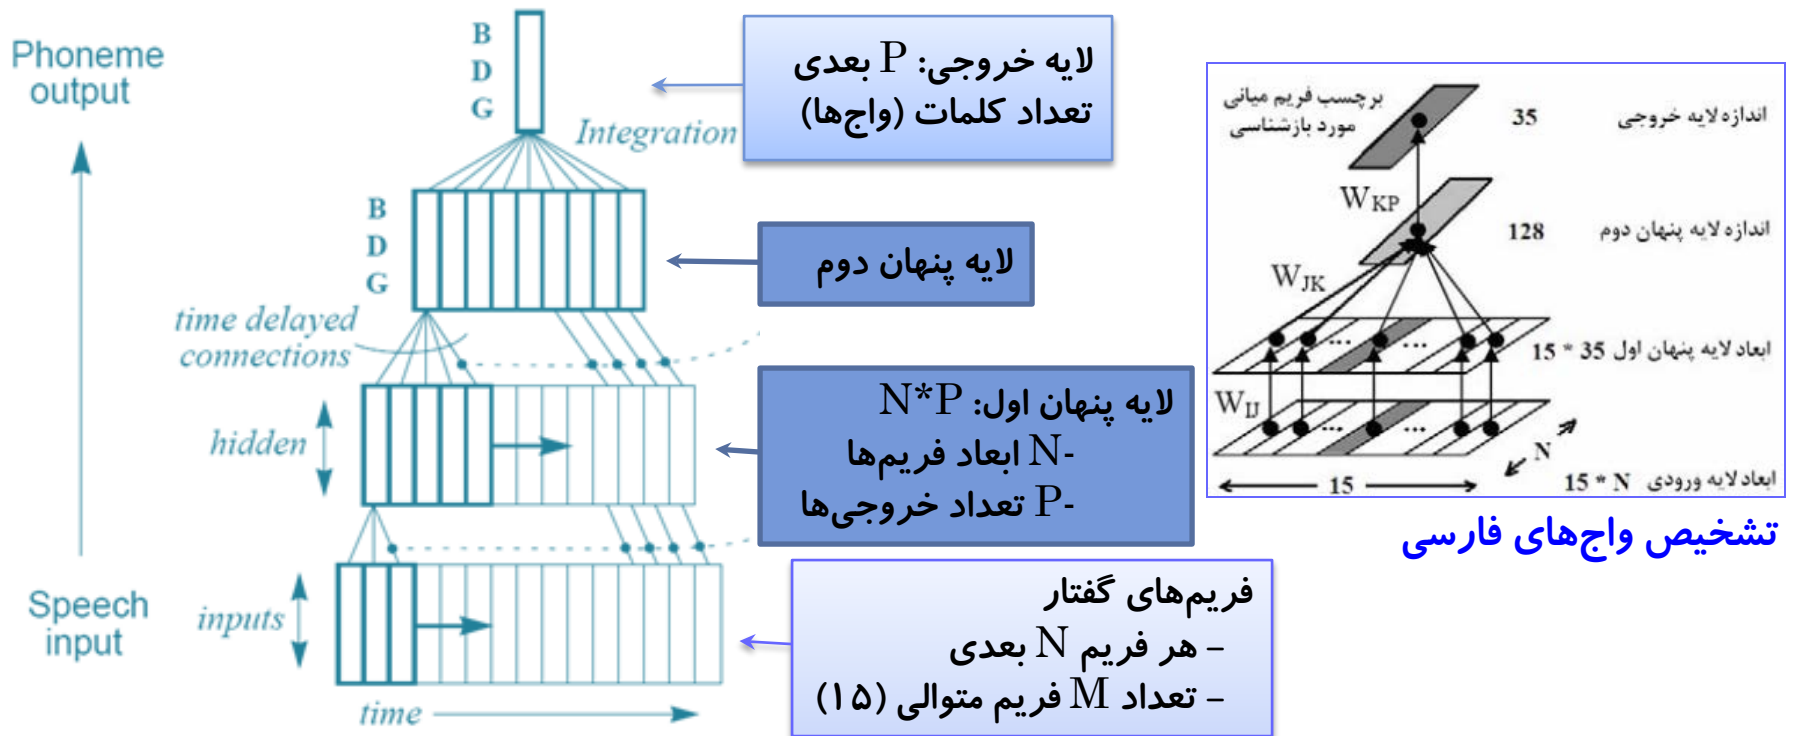 Phoneme
output
B
D
G
Integration
B
D
G
time delayed
connections
hidden
Speech
input
inputs
time
لایه خروجی: P بعدی
تعداد کلمات (واج‌ها)
لایه پنهان دوم
لایه پنهان اول: N*P
-N ابعاد فریم‌ها
-P تعداد خروجی‌ها
فریم‌های گفتار
- هر فریم N بعدی
- تعداد M فریم متوالی (۱۵)
برچسب فریم میانی
مورد بازشناسی
35 اندازه لایه خروجی
W_KP
128 اندازه لایه پنهان دوم
W_JK
... ...
ابعاد لایه پنهان اول 35 * 15
W_IJ
... ...
N
15
ابعاد لایه ورودی 15 * N
تشخیص واج‌های فارسی